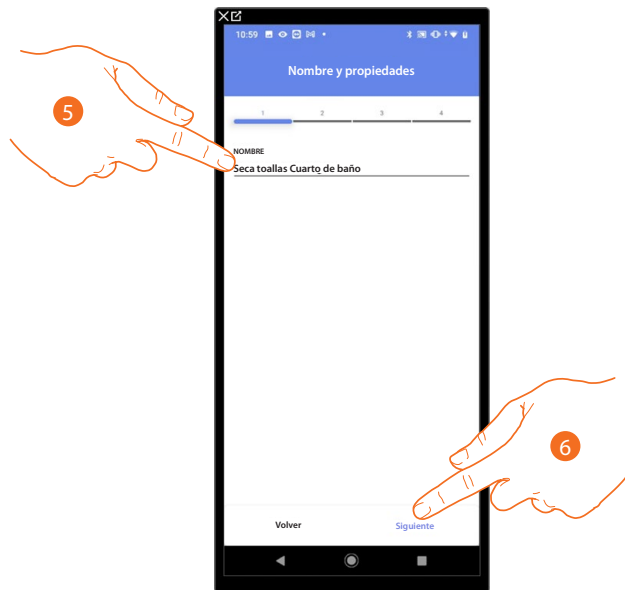 10:59
Nombre y propiedades
1 2 3 4
5
NOMBRE
Seca toallas Cuarto de baño
6
Volver Siguiente